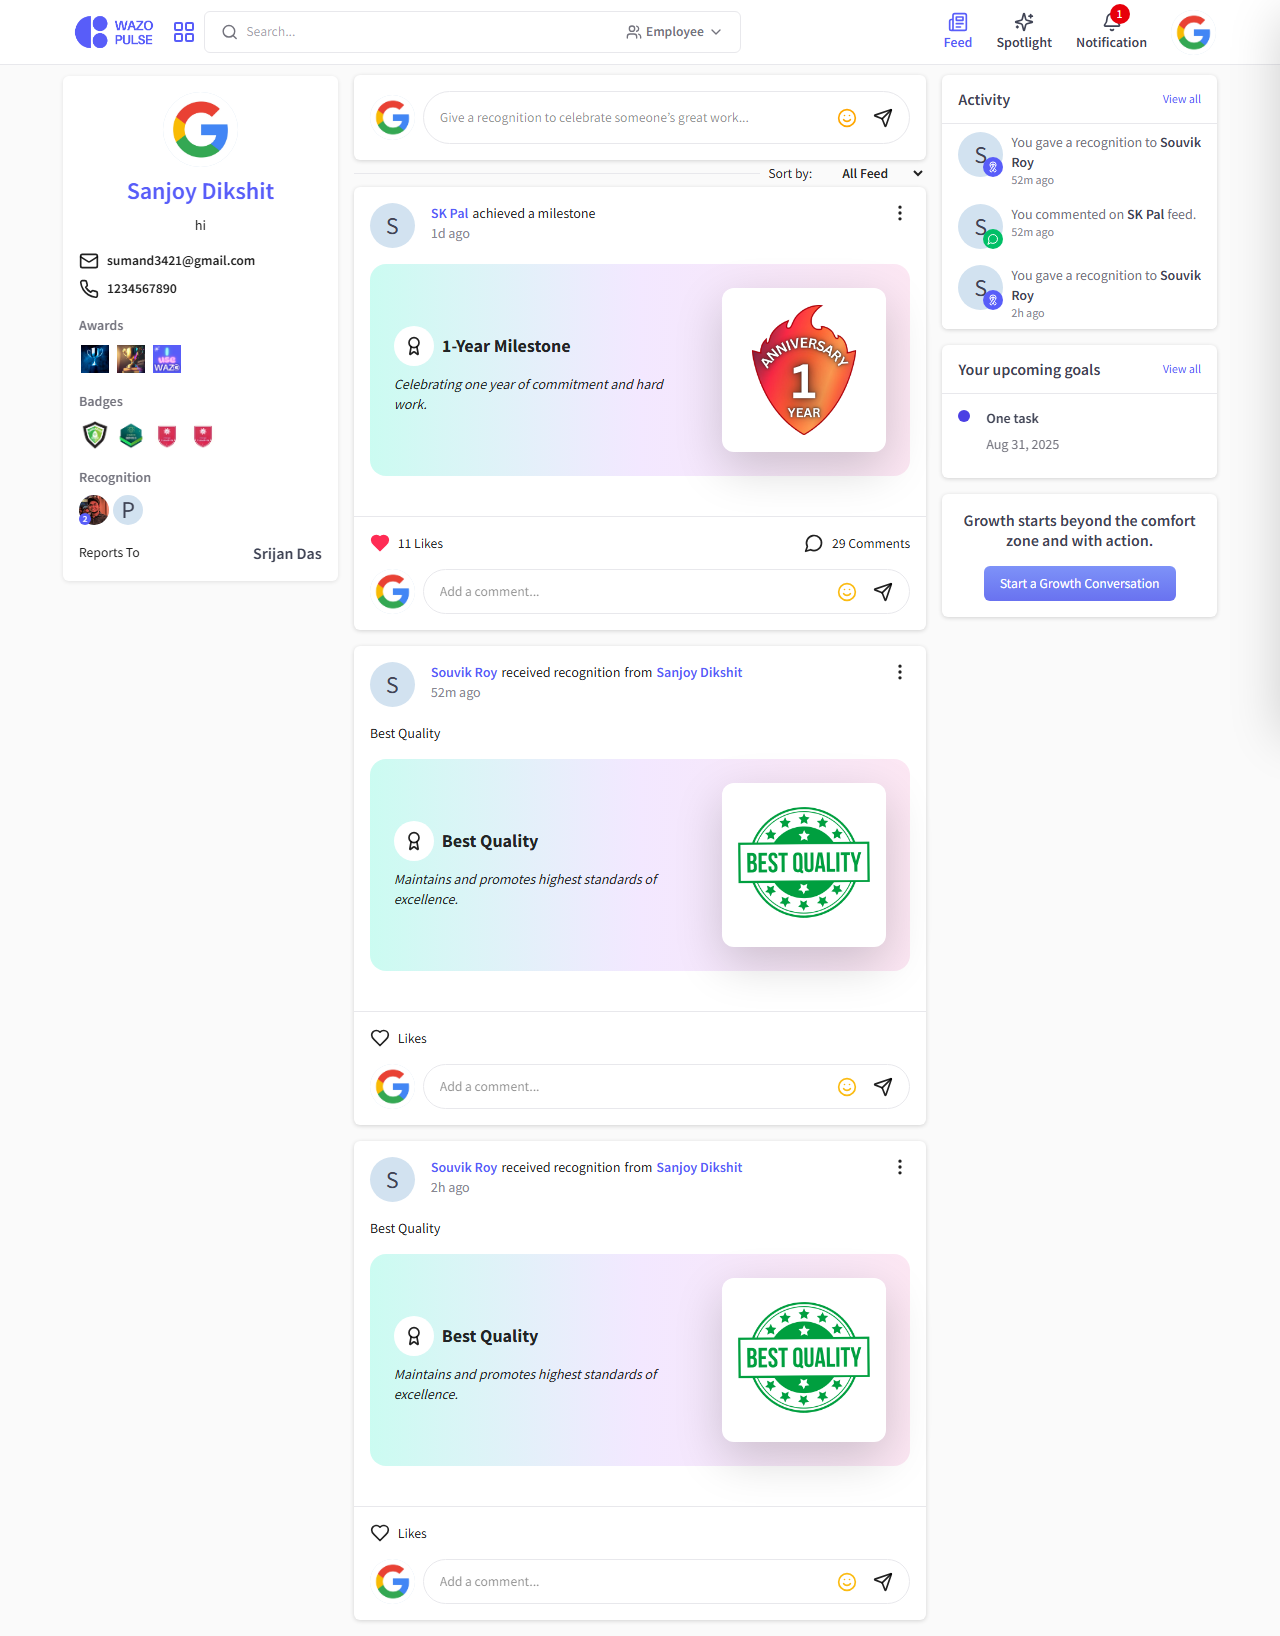 WAZO
PULSE
Search...
Employee
Feed
Spotlight
1
Notification
Sanjoy Dikshit
hi
sumand3421@gmail.com
1234567890
Awards
I
use
WAZO
Badges
Recognition
2
P
Reports To
Srijan Das
Give a recognition to celebrate someone's great work...
Sort by:
All Feed
S
SK Pal achieved a milestone
1d ago
1-Year Milestone
Celebrating one year of commitment and hard
work.
ANNIVERSARY
1
YEAR
11 Likes
29 Comments
Add a comment...
S
Souvik Roy received recognition from Sanjoy Dikshit
52m ago
Best Quality
Best Quality
Maintains and promotes highest standards of
excellence.
BEST QUALITY
Likes
Add a comment...
S
Souvik Roy received recognition from Sanjoy Dikshit
2h ago
Best Quality
Best Quality
Maintains and promotes highest standards of
excellence.
BEST QUALITY
Likes
Add a comment...
Activity
View all
S
You gave a recognition to Souvik
Roy
52m ago
S
You commented on SK Pal feed.
52m ago
S
You gave a recognition to Souvik
Roy
2h ago
Your upcoming goals
View all
One task
Aug 31, 2025
Growth starts beyond the comfort
zone and with action.
Start a Growth Conversation